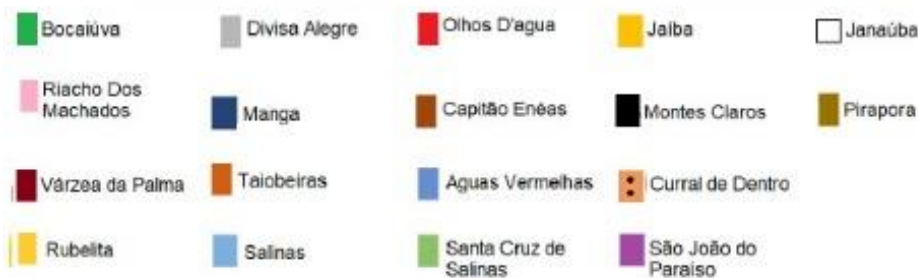 Bocaiúva
Divisa Alegre
Olhos D'agua
Jaiba
Janaúba
Riacho Dos
Machados
Manga
Capitão Enéas
Montes Claros
Pirapora
Várzea da Palma
Taiobeiras
Aguas Vermelhas
Curral de Dentro
Rubelita
Salinas
Santa Cruz de
Salinas
São João do
Paraíso